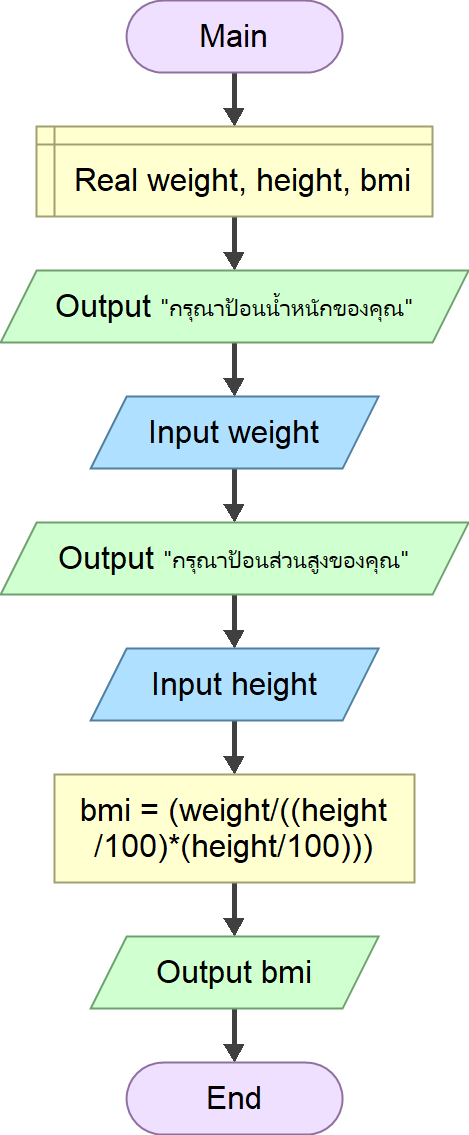 Main
Real weight, height, bmi
Output "กรุณาป้อนน้ำหนักของคุณ"
Input weight
Output "กรุณาป้อนส่วนสูงของคุณ"
Input height
bmi = (weight/((height
/100)*(height/100)))
Output bmi
End